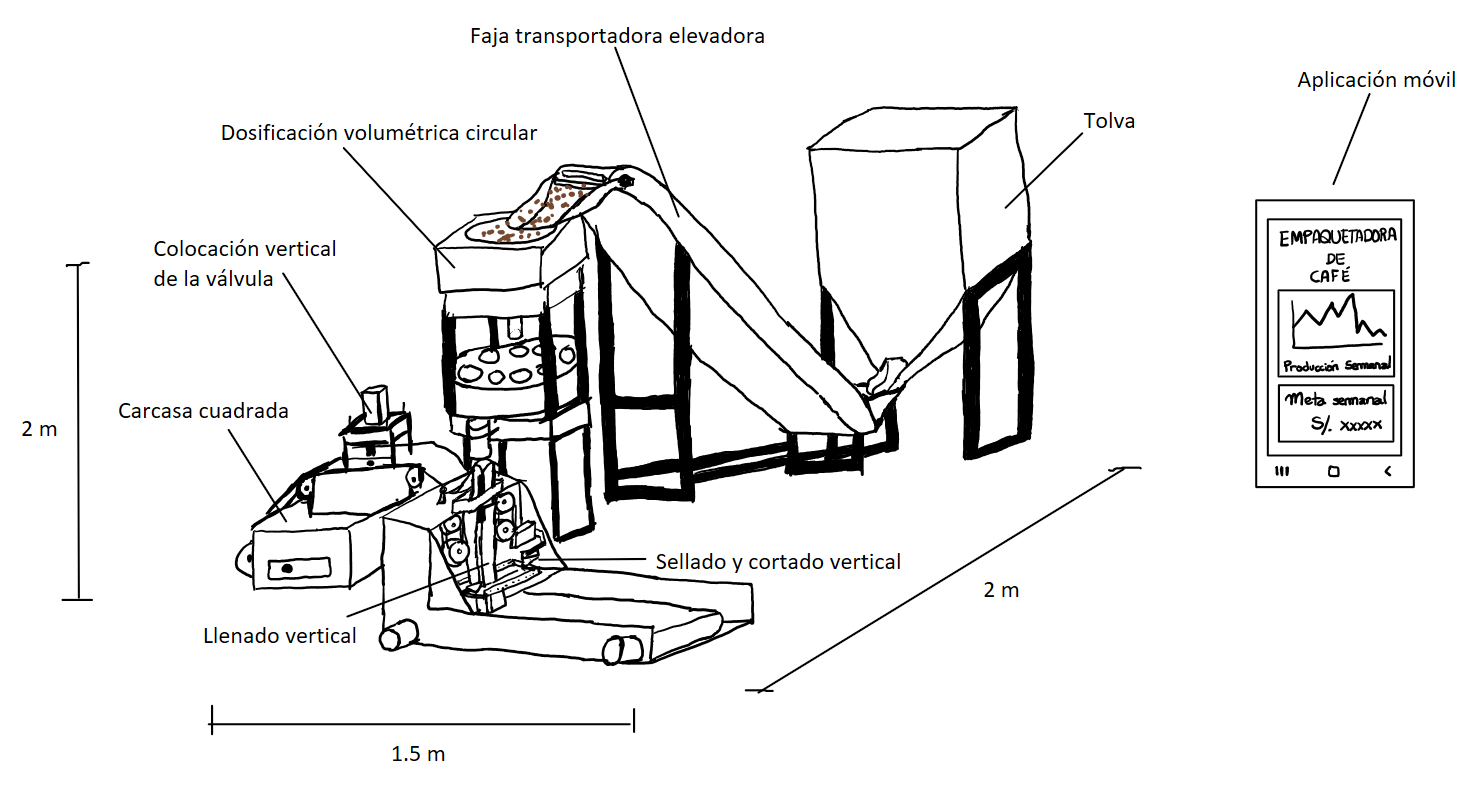 Faja transportadora elevadora
Aplicación móvil
Dosificación volumétrica circular
Tolva
Colocación vertical
de la válvula
EMPAQUETADORA
DE
CAFÉ
Producción Semanal
Meta semanal
S/. xxxxx
Carcasa cuadrada
2 m
Sellado y cortado vertical
2 m
Llenado vertical
1.5 m